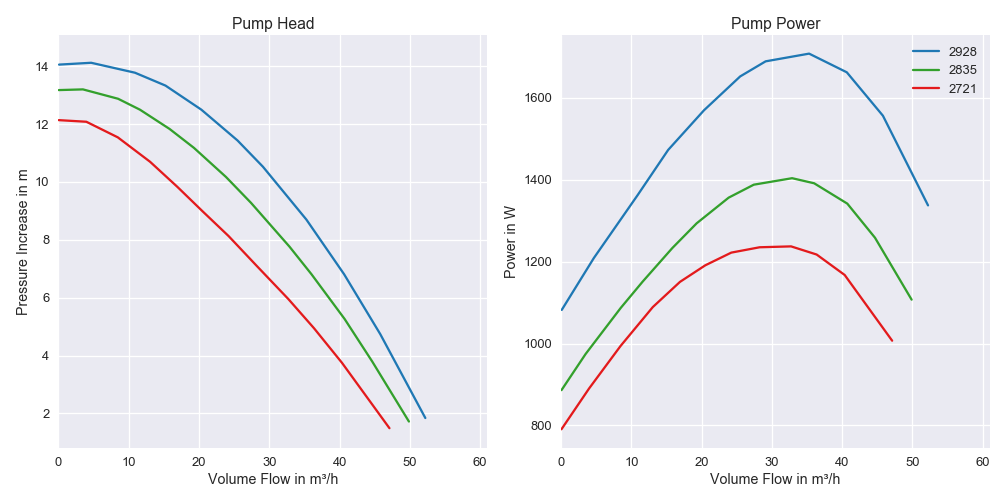 Pump Head
Pressure Increase in m
14
12
10
8
6
4
2
0 10 20 30 40 50 60
Volume Flow in m³/h
Pump Power
Power in W
1600
1400
1200
1000
800
0 10 20 30 40 50 60
Volume Flow in m³/h
2928
2835
2721